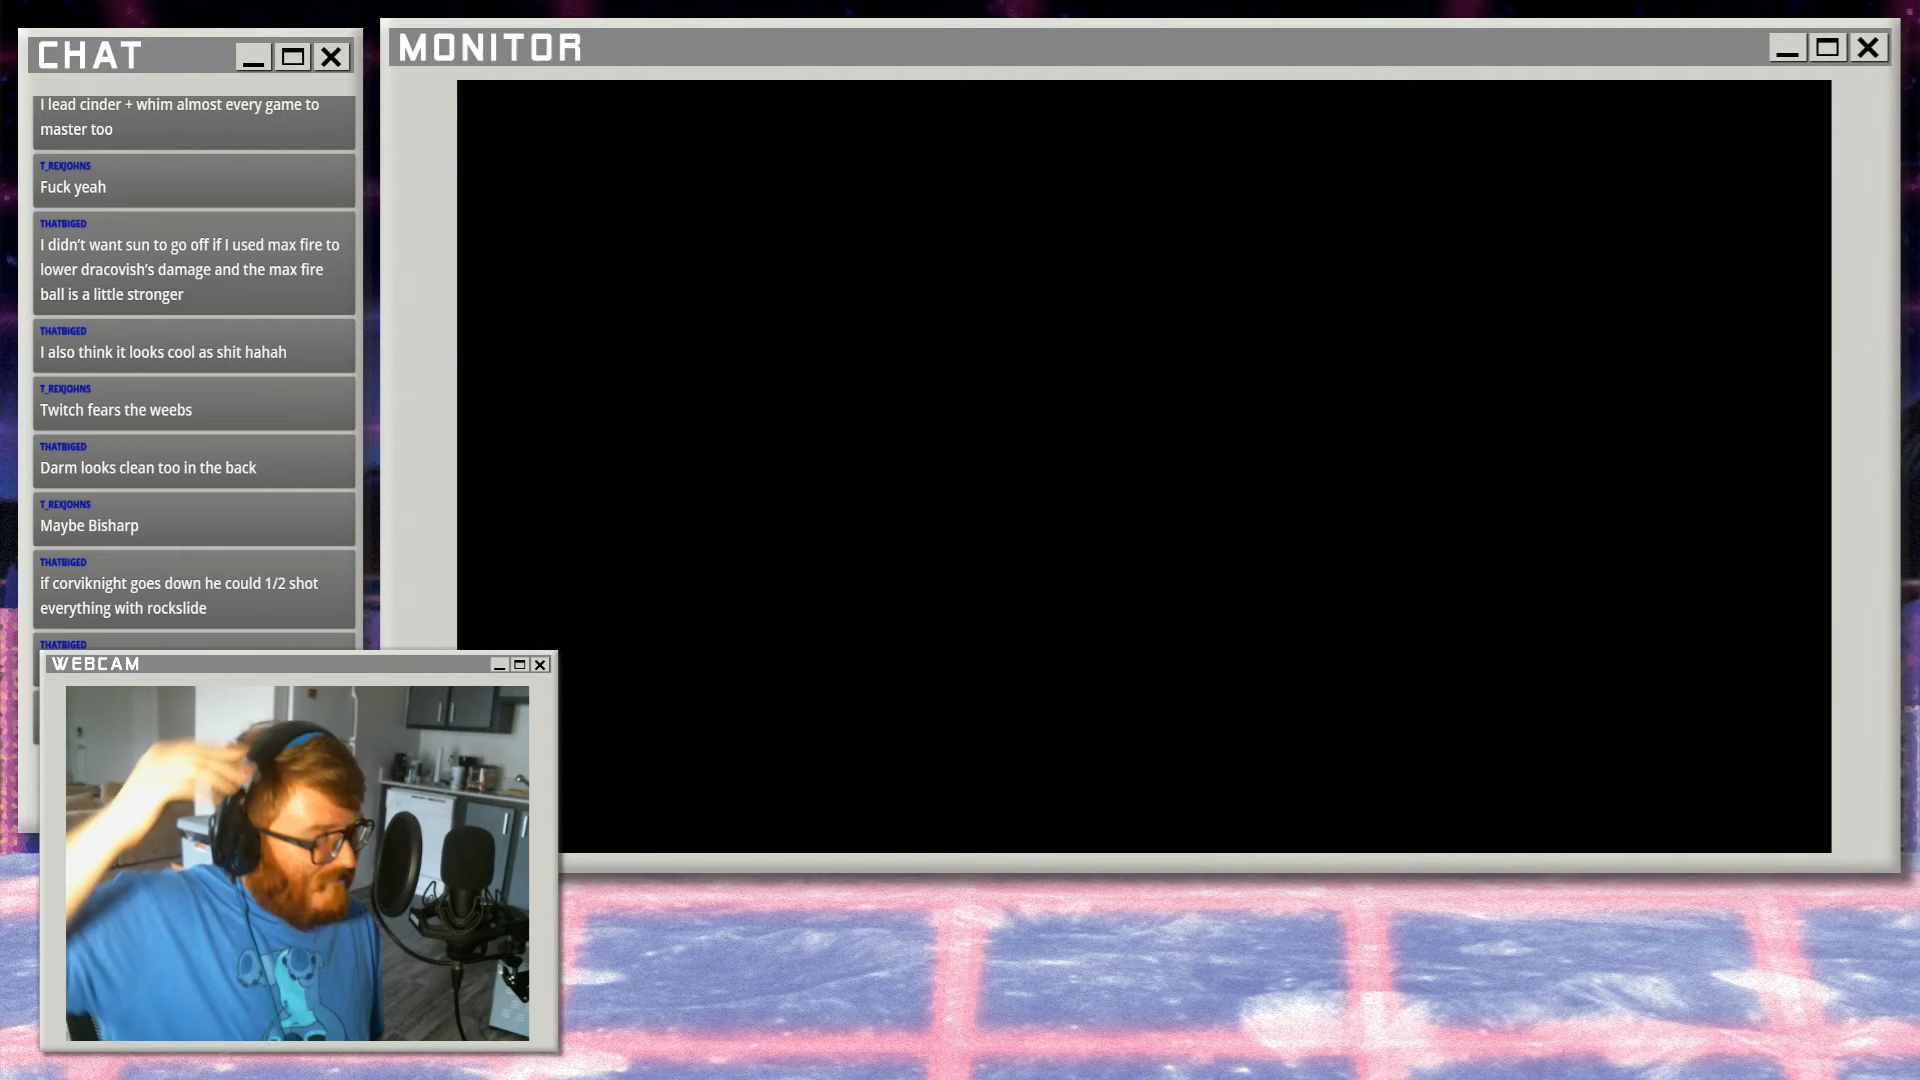 CHAT
I lead cinder + whim almost every game to
master too
T_REXJOHNS
Fuck yeah
THATBIGED
I didn't want sun to go off if I used max fire to
lower dracovish's damage and the max fire
ball is a little stronger
THATBIGED
I also think it looks cool as shit hahah
T_REXJOHNS
Twitch fears the weebs
THATBIGED
Darm looks clean too in the back
T_REXJOHNS
Maybe Bisharp
THATBIGED
if corviknight goes down he could 1/2 shot
everything with rockslide
THATBIGED
MONITOR
WEBCAM